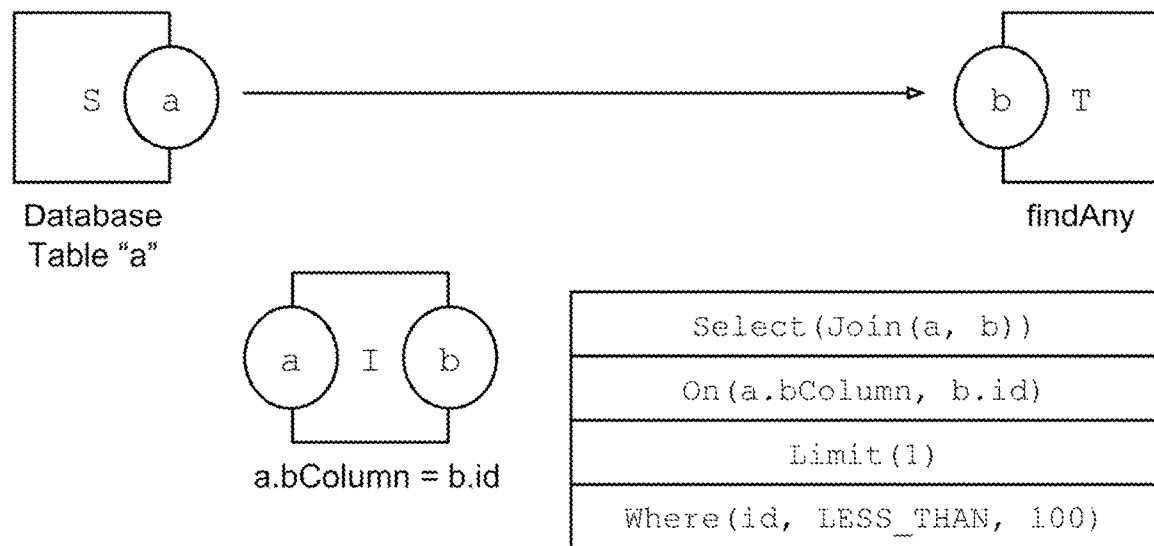 S a
b T
Database
Table “a”
findAny
a I b
a.bColumn = b.id
Select(Join(a, b))
On(a.bColumn, b.id)
Limit(1)
Where(id, LESS_THAN, 100)